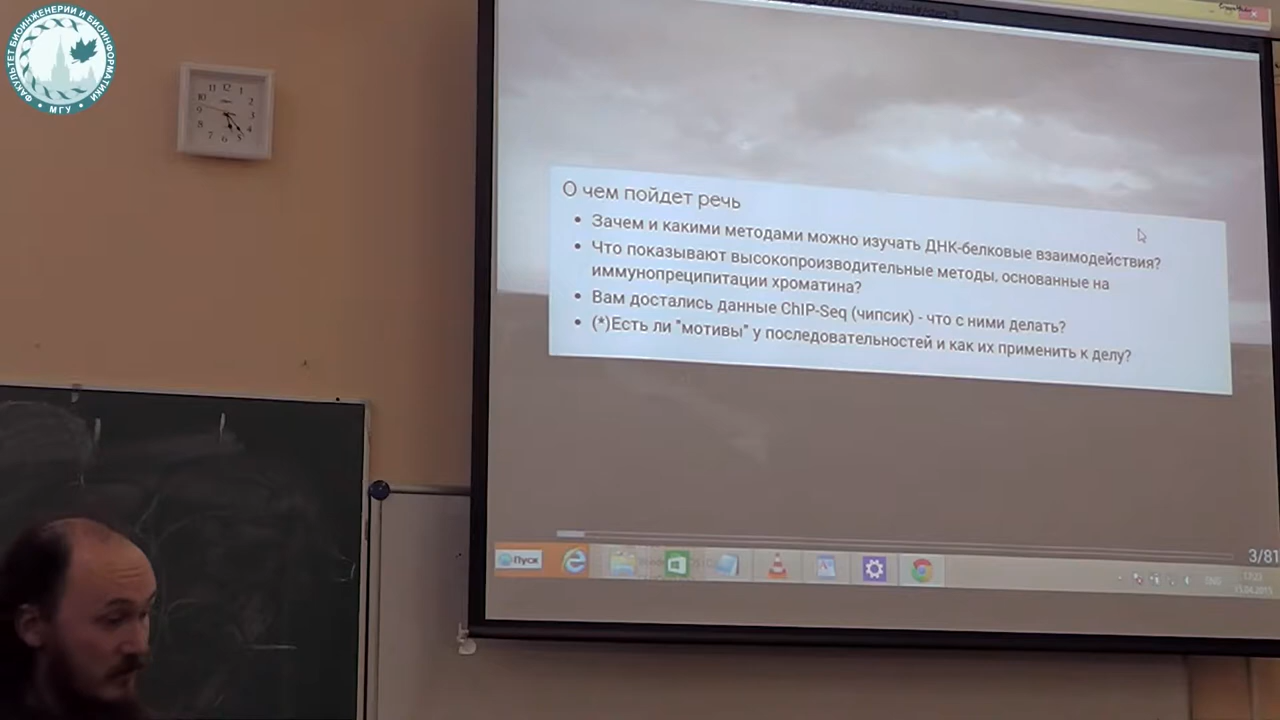 ФАКУЛЬТЕТ БИОИНЖЕНЕРИИ И БИОИНФОРМАТИКИ
МГУ
О чем пойдет речь
Зачем и какими методами можно изучать ДНК-белковые взаимодействия?
Что показывают высокопроизводительные методы, основанные на
иммунопреципитации хроматина?
Вам достались данные ChIP-Seq (чипсик) - что с ними делать?
(*)Есть ли "мотивы" у последовательностей и как их применить к делу?
3/81
Пуск